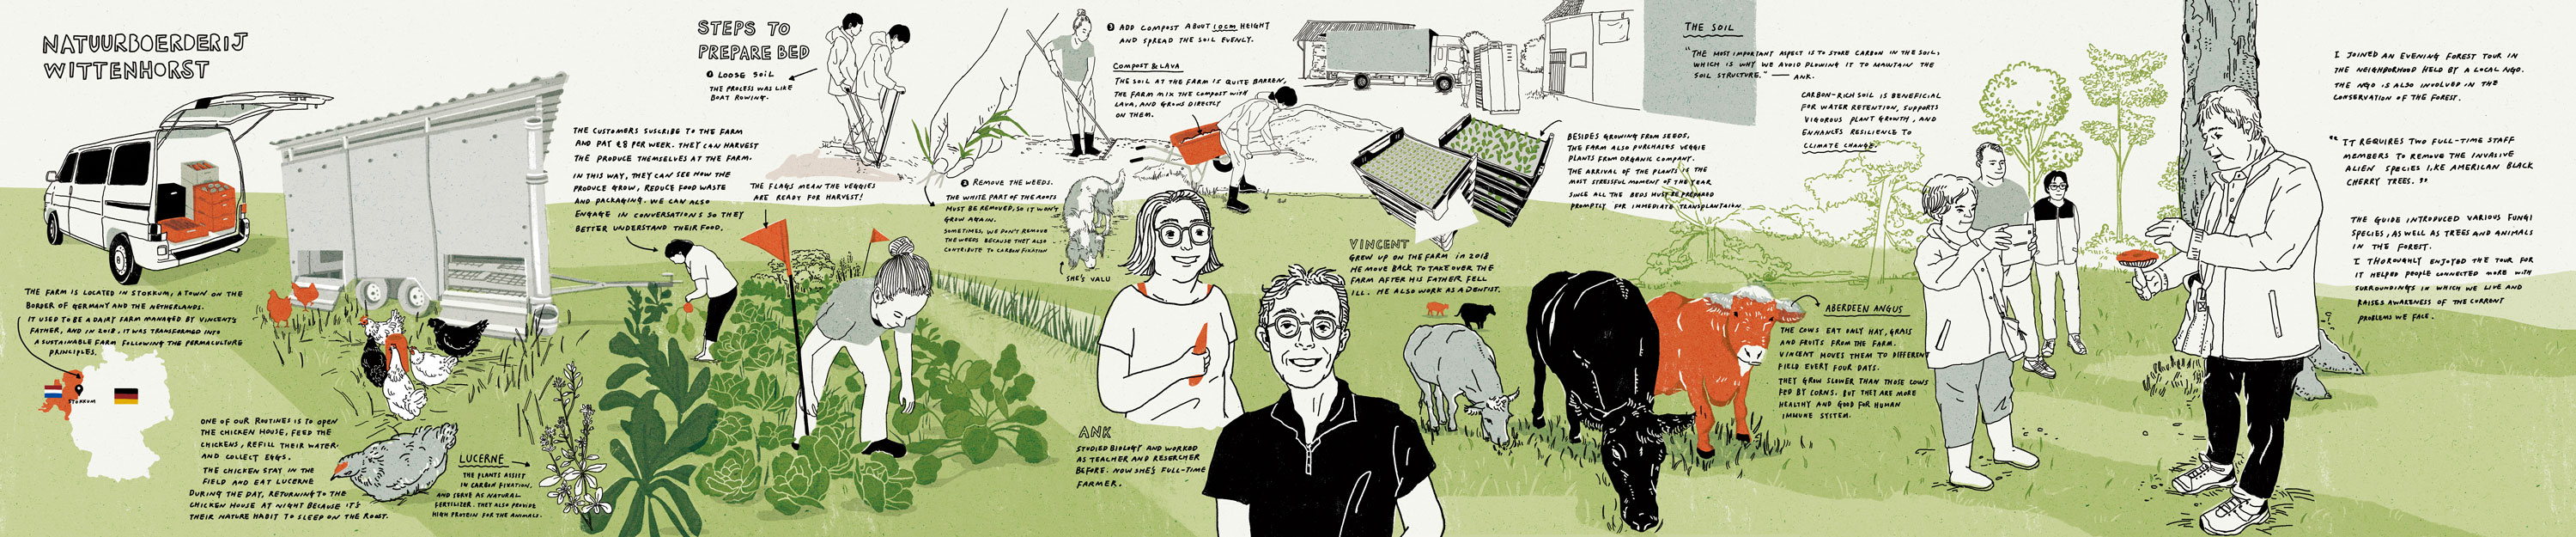 NATUURBOERDERIJ
WITTENHORST
THE FARM IS LOCATED IN STOKKUM, A TOWN ON THE
BORDER OF GERMANY AND THE NETHERLANDS.
IT USED TO BE A DAIRY FARM MANAGED BY VINCENT'S
FATHER, AND IN 2018, IT WAS TRANSFORMED INTO
A SUSTAINABLE FARM FOLLOWING THE PERMACULTURE
PRINCIPLES.
STOKKUM
ONE OF OUR ROUTINES IS TO OPEN
THE CHICKEN HOUSE, FEED THE
CHICKENS, REFILL THEIR WATER
AND COLLECT EGGS.
THE CHICKEN STAY IN THE
FIELD AND EAT LUCERNE
DURING THE DAY, RETURNING TO THE
CHICKEN HOUSE AT NIGHT BECAUSE IT'S
THEIR NATURE HABIT TO SLEEP ON THE ROOST.
LUCERNE
THE PLANTS ASSIST
IN CARBON FIXATION,
AND SERVE AS NATURAL
FERTILIZER. THEY ALSO PROVIDE
HIGH PROTEIN FOR THE ANIMALS.
THE CUSTOMERS SUSCRIBE TO THE FARM
AND PAY €8 PER WEEK. THEY CAN HARVEST
THE PRODUCE THEMSELVES AT THE FARM.
IN THIS WAY, THEY CAN SEE HOW THE
PRODUCE GROW, REDUCE FOOD WASTE
AND PACKAGING. WE CAN ALSO
ENGAGE IN CONVERSATIONS SO THEY
BETTER UNDERSTAND THEIR FOOD.
STEPS TO
PREPARE BED
1 LOOSE SOIL
THE PROCESS WAS LIKE
BOAT ROWING.
THE FLAGS MEAN THE VEGGIES
ARE READY FOR HARVEST!
2 REMOVE THE WEEDS.
THE WHITE PART OF THE ROOTS
MUST BE REMOVED, SO IT WON'T
GROW AGAIN.
SOMETIMES, WE DON'T REMOVE
THE WEEDS BECAUSE THEY ALSO
CONTRIBUTE TO CARBON FIXATION
SHE'S VALU
3 ADD COMPOST ABOUT 10CM HEIGHT
AND SPREAD THE SOIL EVENLY.
COMPOST & LAVA
THE SOIL AT THE FARM IS QUITE BARREN,
THE FARM MIX THE COMPOST WITH
LAVA, AND GROWS DIRECTLY
ON THEM.
ANK
STUDIED BIOLOGY AND WORKED
AS TEACHER AND RESERCHER
BEFORE. NOW SHE'S FULL-TIME
FARMER.
VINCENT
GREW UP ON THE FARM IN 2018
HE MOVE BACK TO TAKE OVER THE
FARM AFTER HIS FATHER FELL
ILL. HE ALSO WORK AS A DENTIST.
BESIDES GROWING FROM SEEDS,
THE FARM ALSO PURCHASES VEGGIE
PLANTS FROM ORGANIC COMPANY.
THE ARRIVAL OF THE PLANTS IS THE
MOST STRESSFUL MOMENT OF THE YEAR
SINCE ALL THE BEDS MUST BE PREPARED
PROMPTLY FOR IMMEDIATE TRANSPLANTAION.
THE SOIL
"THE MOST IMPORTANT ASPECT IS TO STORE CARBON IN THE SOIL,
WHICH IS WHY WE AVOID PLOWING IT TO MAINTAIN THE
SOIL STRUCTURE." — ANK.
CARBON-RICH SOIL IS BENEFICIAL
FOR WATER RETENTION, SUPPORTS
VIGOROUS PLANT GROWTH, AND
ENHANCES RESILIENCE TO
CLIMATE CHANGE.
ABERDEEN ANGUS
THE COWS EAT ONLY HAY, GRAIS
AND FRUITS FROM THE FARM.
VINCENT MOVES THEM TO DIFFERENT
FIELD EVERY FOUR DAYS.
THEY GROW SLOWER THAN THOSE COWS
FED BY CORNS. BUT THEY ARE MORE
HEALTHY AND GOOD FOR HUMAN
IMMUNE SYSTEM.
I JOINED AN EVENING FOREST TOUR IN
THE NEIGHBORHOOD HELD BY A LOCAL NGO.
THE NGO IS ALSO INVOLVED IN THE
CONSERVATION OF THE FOREST.
"IT REQUIRES TWO FULL-TIME STAFF
MEMBERS TO REMOVE THE INVASIVE
ALIEN SPECIES LIKE AMERICAN BLACK
CHERRY TREES."
THE GUIDE INTRODUCED VARIOUS FUNGI
SPECIES, AS WELL AS TREES AND ANIMALS
IN THE FOREST.
I THOROUGHLY ENJOYED THE TOUR FOR
IT HELPED PEOPLE CONNECTED MORE WITH
SURROUNDINGS IN WHICH WE LIVE AND
RAISES AWARENESS OF THE CURRONT
PROBLEMS WE FACE.